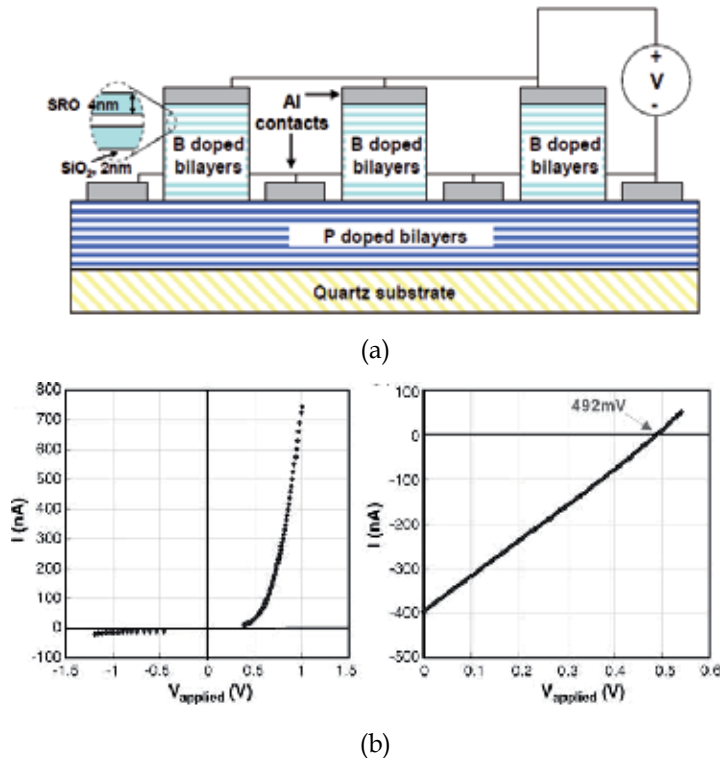 +
V
-
SRO 4nm
SiO₂, 2nm
Al
contacts
B doped
bilayers
B doped
bilayers
B doped
bilayers
P doped bilayers
Quartz substrate
(a)
800
700
600
500
400
300
200
100
0
-100
I (nA)
-1.5
-1
-0.5
0
0.5
1
1.5
V applied (V)
100
0
-100
-200
-300
-400
-500
I (nA)
492mV
0
0.1
0.2
0.3
0.4
0.5
0.6
V applied (V)
(b)